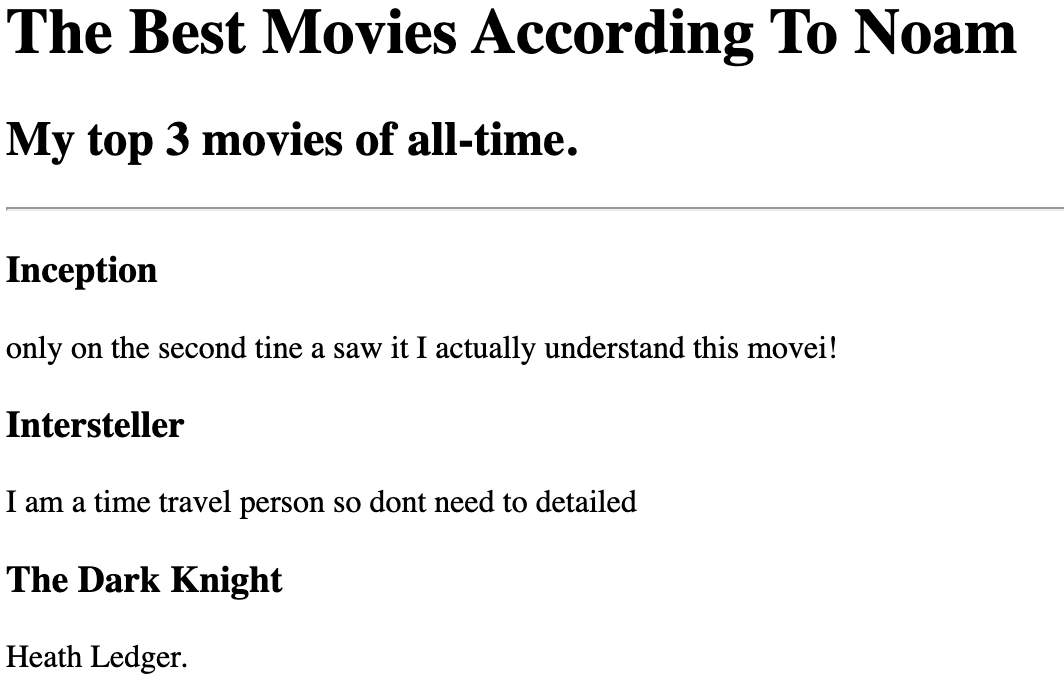 The Best Movies According To Noam
My top 3 movies of all-time.
Inception
only on the second tine a saw it I actually understand this movei!
Intersteller
I am a time travel person so dont need to detailed
The Dark Knight
Heath Ledger.